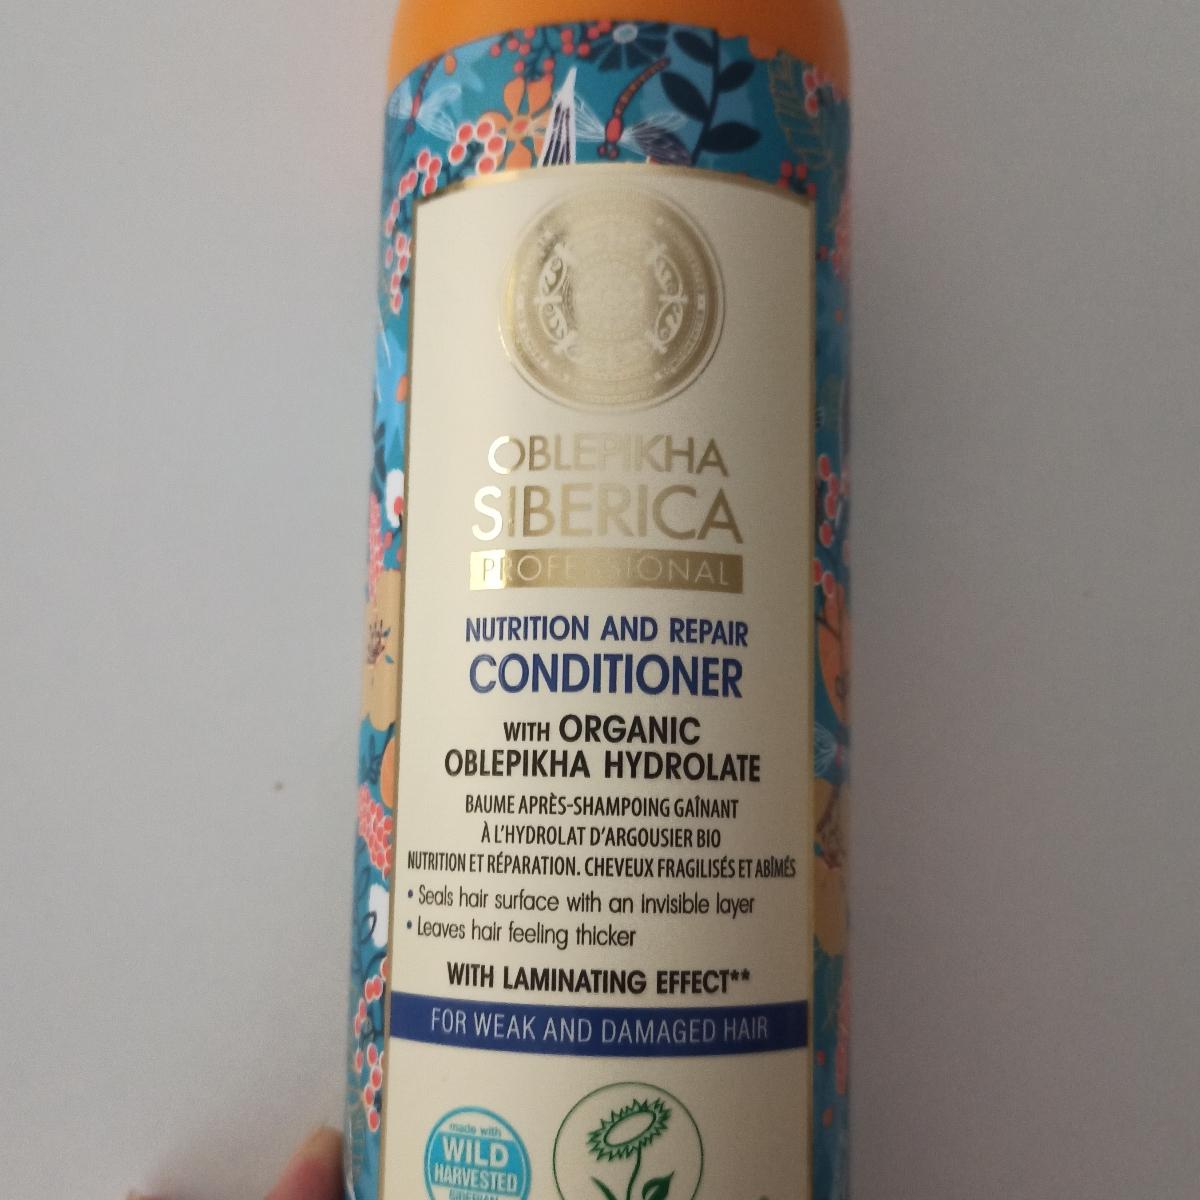 OBLEPIKHA
SIBERICA
PROFESSIONAL
NUTRITION AND REPAIR
CONDITIONER
WITH ORGANIC
OBLEPIKHA HYDROLATE
BAUME APRÈS-SHAMPOING GAÎNANT
À L'HYDROLAT D'ARGOUSIER BIO
NUTRITION ET RÉPARATION. CHEVEUX FRAGILISÉS ET ABÎMÉS
• Seals hair surface with an invisible layer
• Leaves hair feeling thicker
WITH LAMINATING EFFECT**
FOR WEAK AND DAMAGED HAIR
made with
WILD
HARVESTED